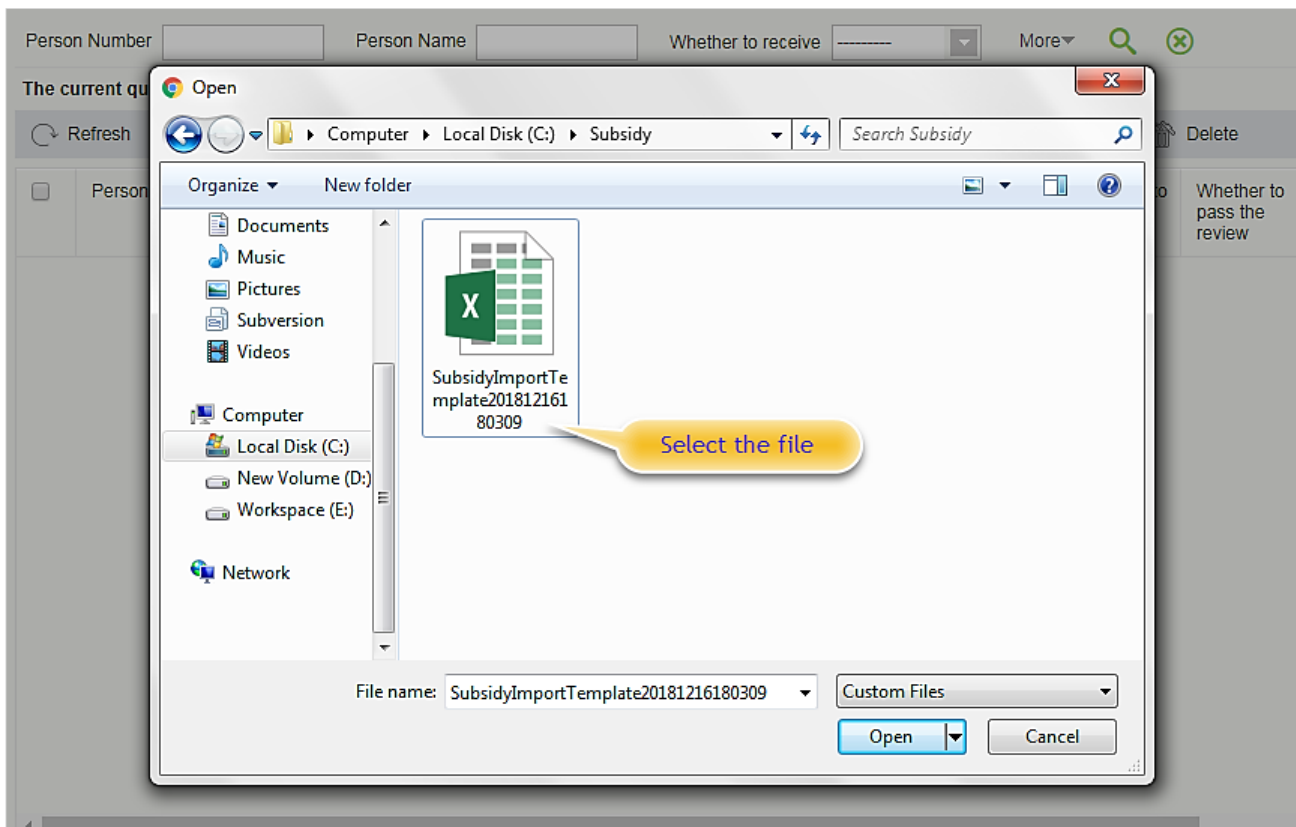 Person Number Person Name Whether to receive --------- More
Open
The current qu
Refresh Computer Local Disk (C:) Subsidy Search Subsidy Delete
Organize New folder
Person to Whether to
pass the
review
Documents
Music
Pictures
Subversion
Videos
Computer
Local Disk (C:)
New Volume (D:)
Workspace (E:)
Network
X
SubsidyImportTe
mplate201812161
80309
Select the file
File name: SubsidyImportTemplate20181216180309 Custom Files
Open Cancel